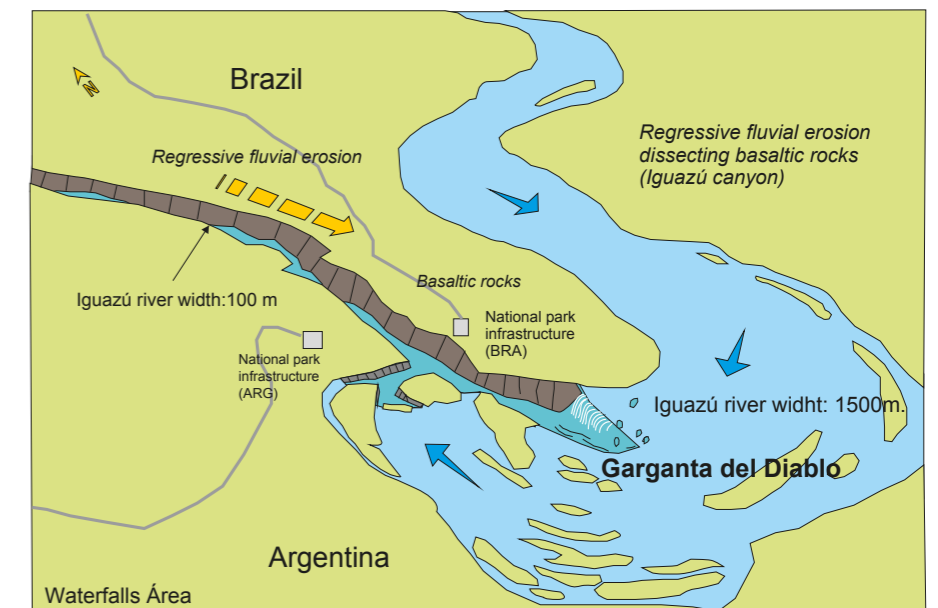 Brazil
N
Regressive fluvial erosion
Regressive fluvial erosion
dissecting basaltic rocks
(Iguazú canyon)
Basaltic rocks
Iguazú river width:100 m
National park
infrastructure
(BRA)
National park
infrastructure
(ARG)
Iguazú river widht: 1500m.
Garganta del Diablo
Argentina
Waterfalls Área